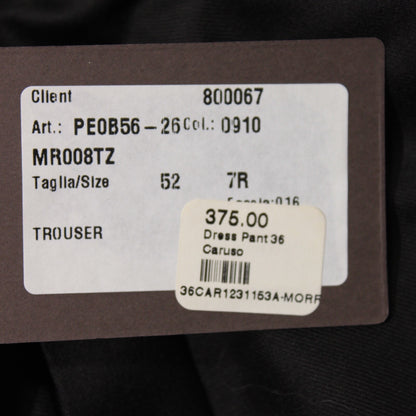 Client 800067
Art.: PE0B56-26 Col.: 0910
MR008TZ
Taglia/Size 52 7R
TROUSER
375.00
Dress Pant 36
Caruso
36CAR1231153A-MORR